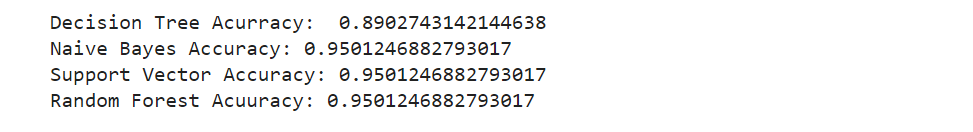 Decision Tree Acurracy:  0.8902743142144638
Naive Bayes Accuracy: 0.9501246882793017
Support Vector Accuracy: 0.9501246882793017
Random Forest Acuuracy: 0.9501246882793017